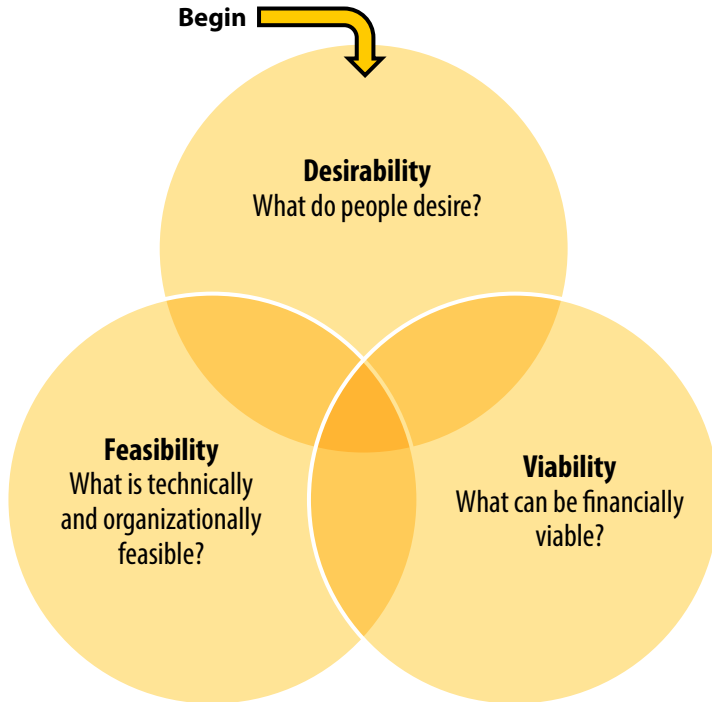 Begin
Desirability
What do people desire?
Feasibility
What is technically
and organizationally
feasible?
Viability
What can be financially
viable?